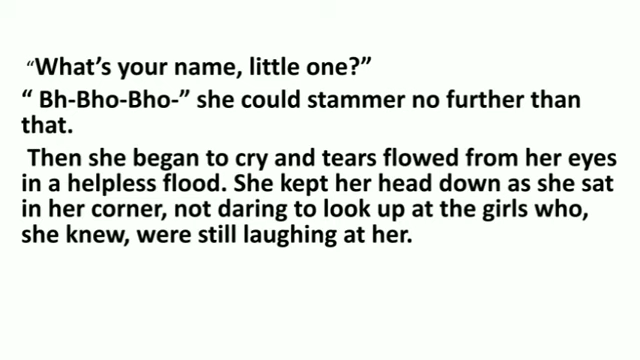 “What’s your name, little one?”
“ Bh-Bho-Bho-” she could stammer no further than
that.
Then she began to cry and tears flowed from her eyes
in a helpless flood. She kept her head down as she sat
in her corner, not daring to look up at the girls who,
she knew, were still laughing at her.